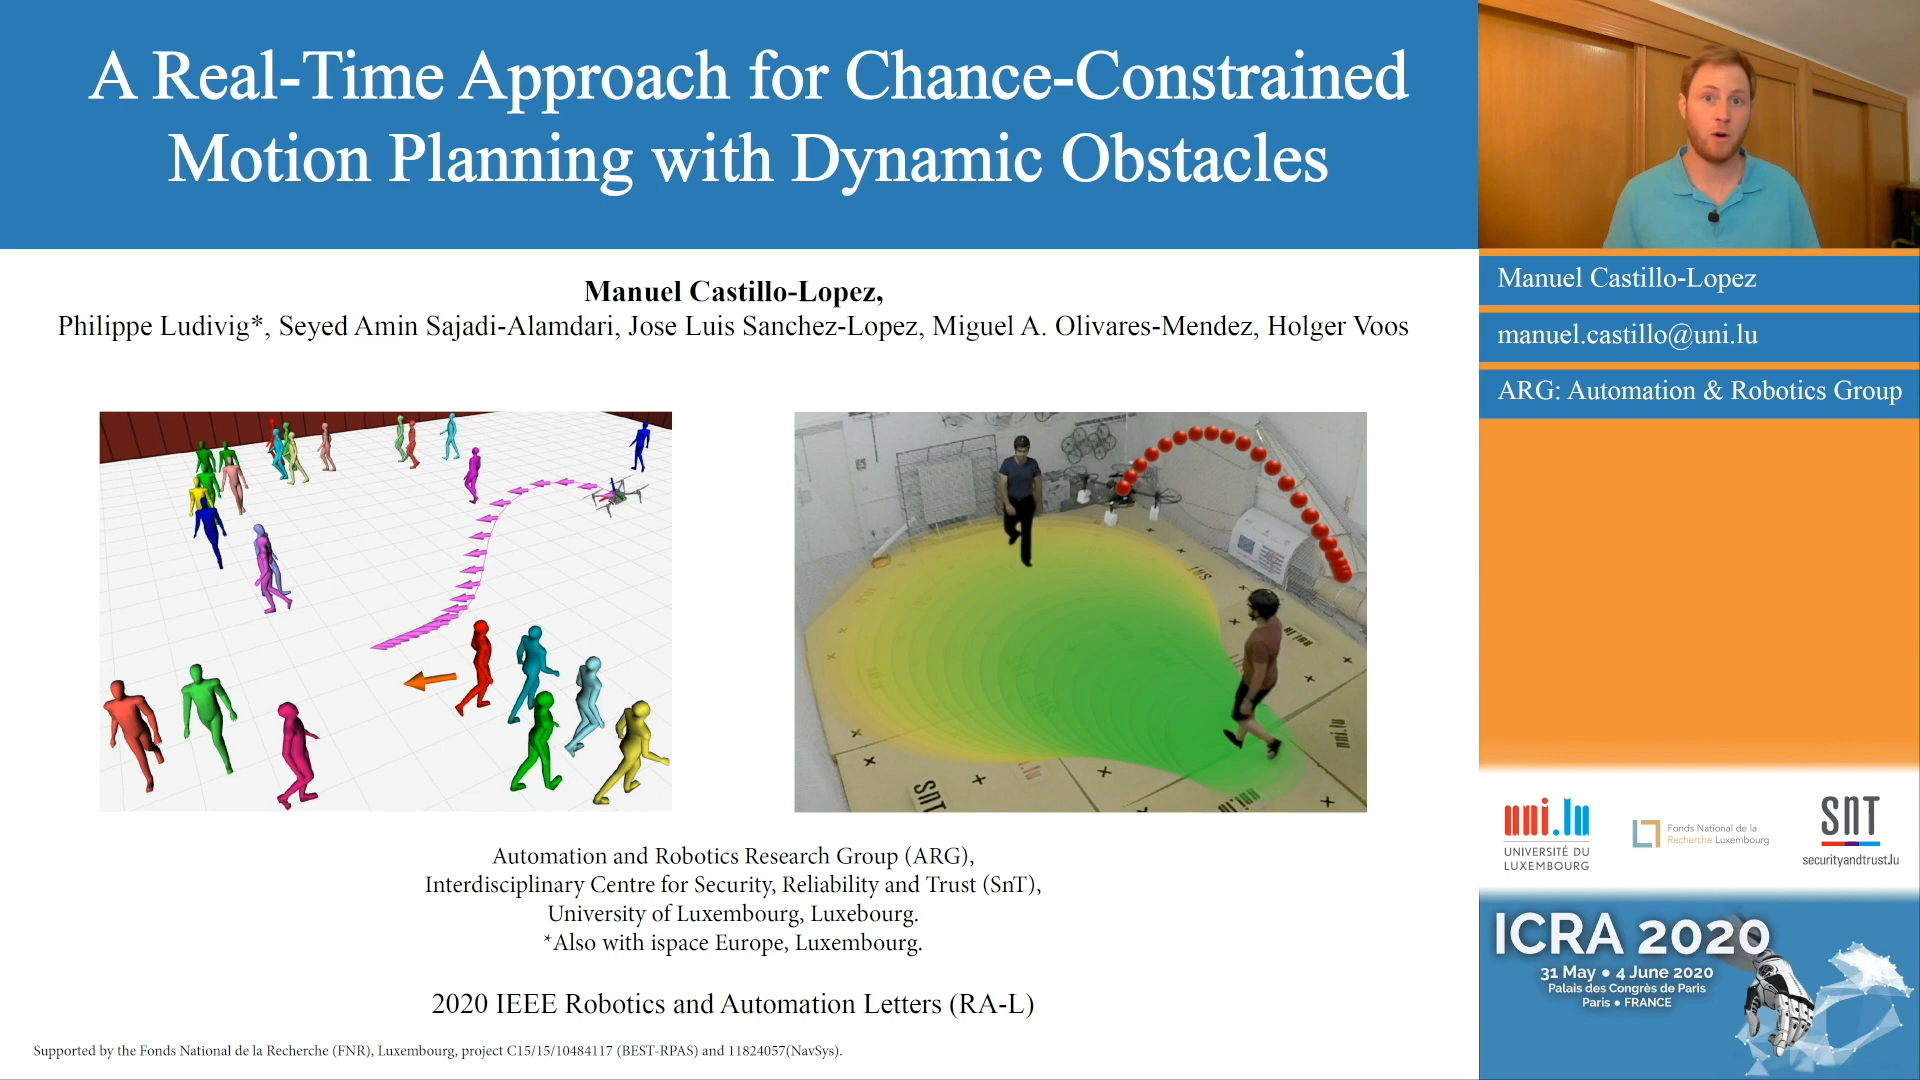 A Real-Time Approach for Chance-Constrained
Motion Planning with Dynamic Obstacles
Manuel Castillo-Lopez,
Philippe Ludivig*, Seyed Amin Sajadi-Alamdari, Jose Luis Sanchez-Lopez, Miguel A. Olivares-Mendez, Holger Voos
SnT
uni.lu
Automation and Robotics Research Group (ARG),
Interdisciplinary Centre for Security, Reliability and Trust (SnT),
University of Luxembourg, Luxebourg.
*Also with ispace Europe, Luxembourg.
2020 IEEE Robotics and Automation Letters (RA-L)
Supported by the Fonds National de la Recherche (FNR), Luxembourg, project C15/15/10484117 (BEST-RPAS) and 11824057(NavSys).
Manuel Castillo-Lopez
manuel.castillo@uni.lu
ARG: Automation & Robotics Group
uni.lu
UNIVERSITÉ DU
LUXEMBOURG
Fonds National de la
Recherche Luxembourg
SnT
securityandtrust.lu
ICRA 2020
31 May • 4 June 2020
Palais des Congrès de Paris
Paris • FRANCE